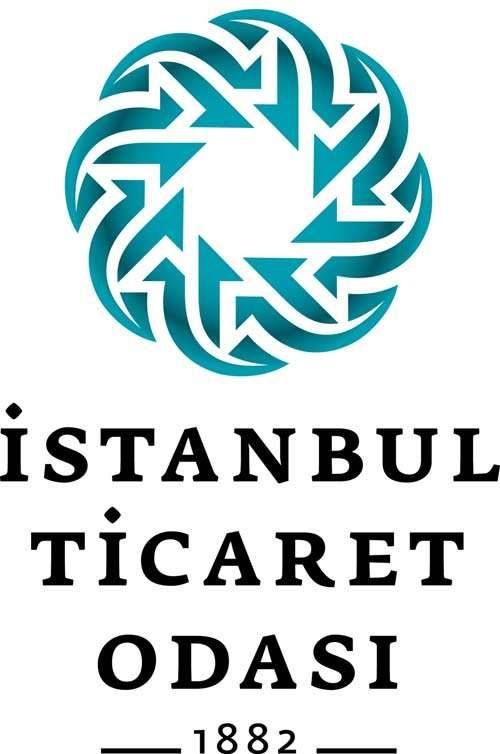 İSTANBUL
TİCARET
ODASI
1882